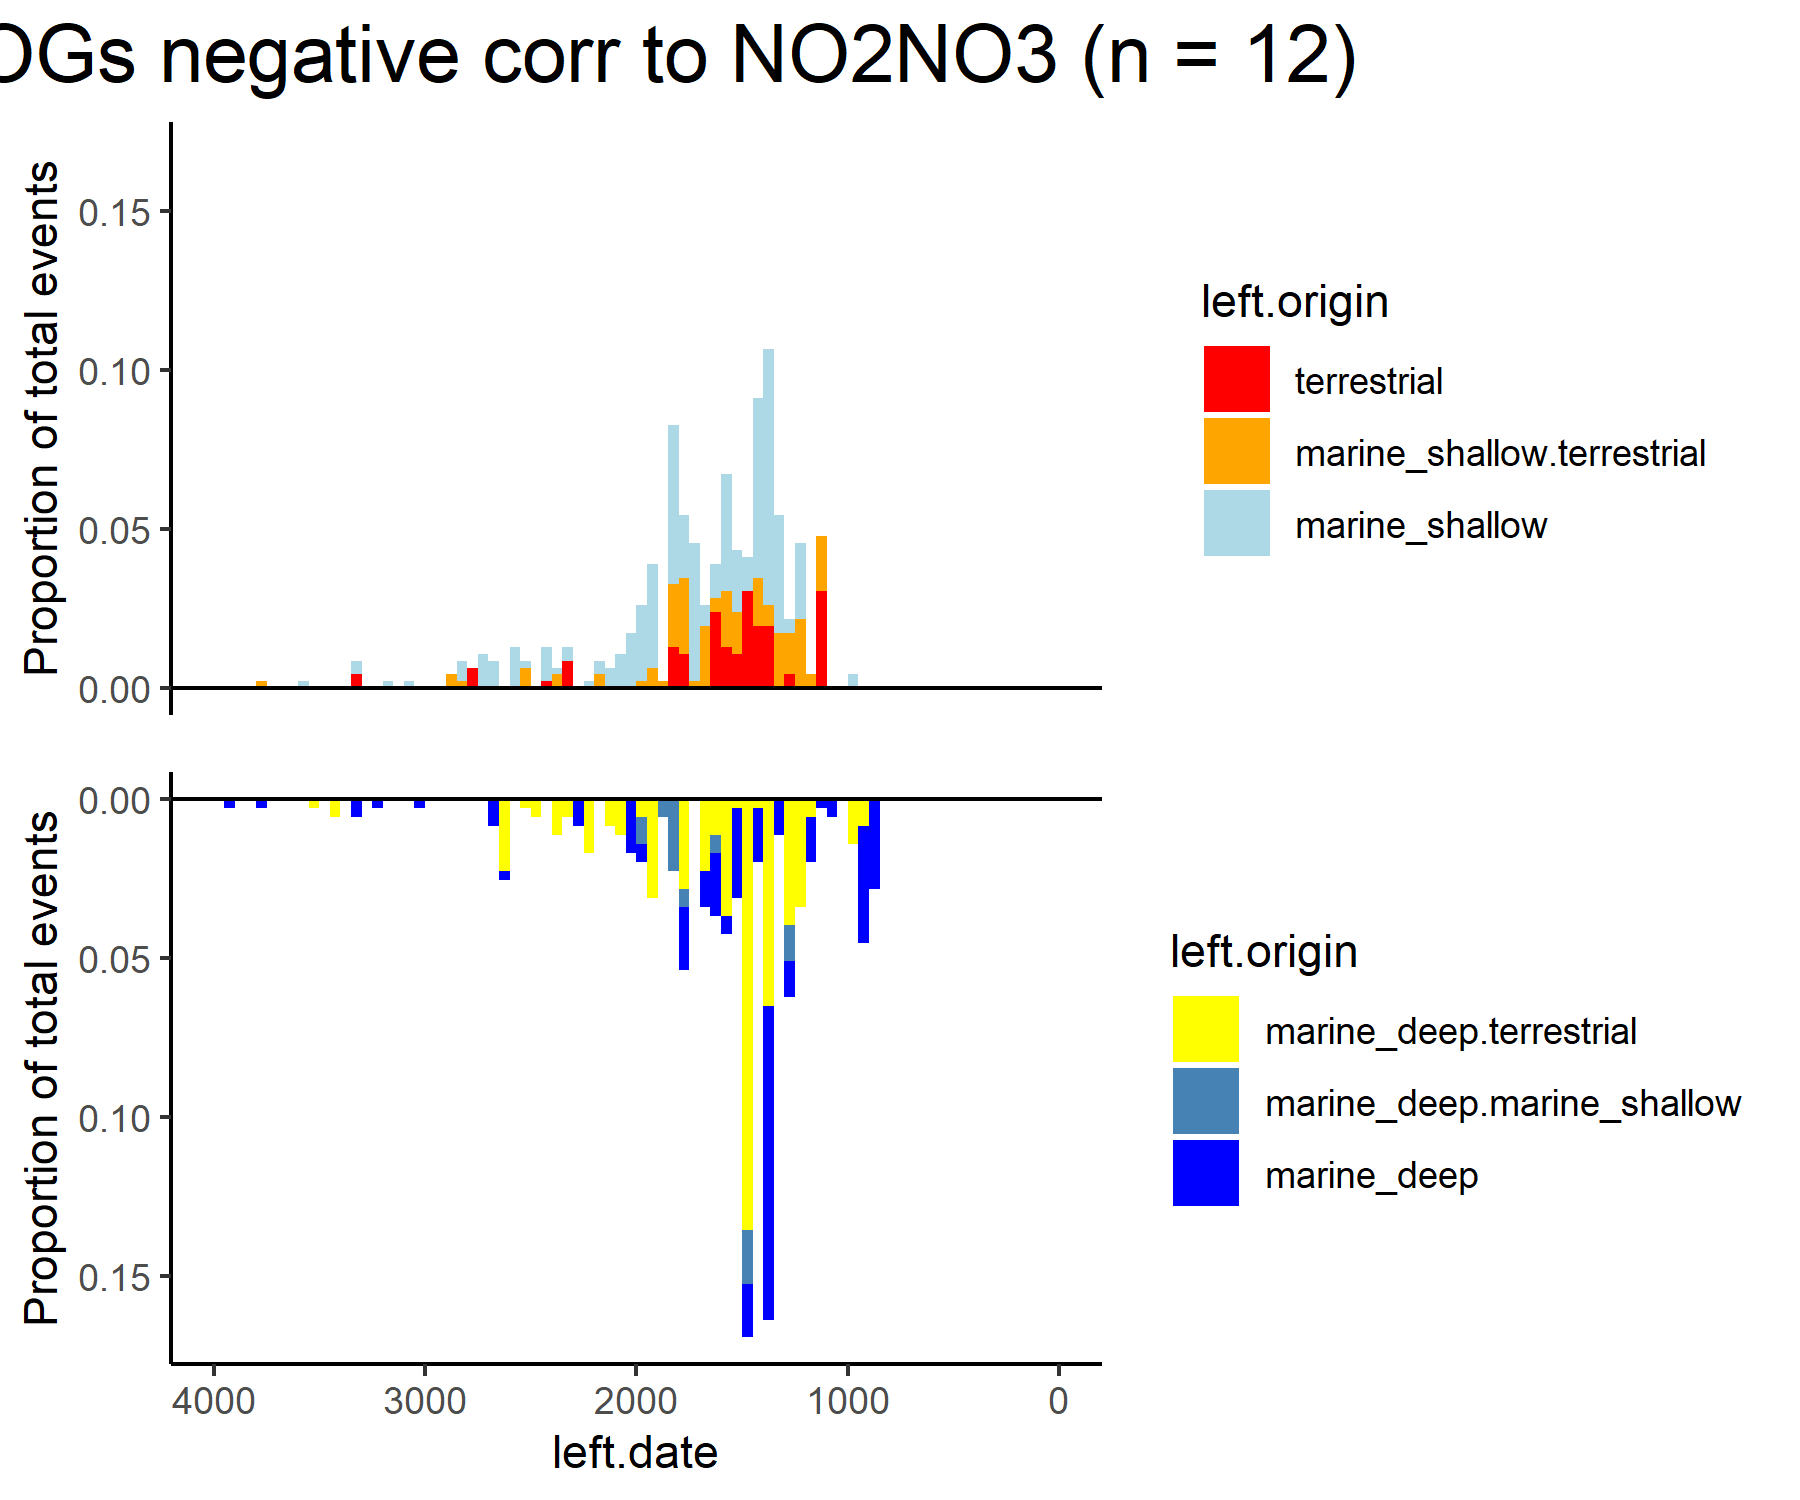 OGs negative corr to NO2NO3 (n = 12)
Proportion of total events
0.15
0.10
0.05
0.00
left.origin
terrestrial
marine_shallow.terrestrial
marine_shallow
Proportion of total events
0.00
0.05
0.10
0.15
4000 3000 2000 1000 0
left.date
left.origin
marine_deep.terrestrial
marine_deep.marine_shallow
marine_deep